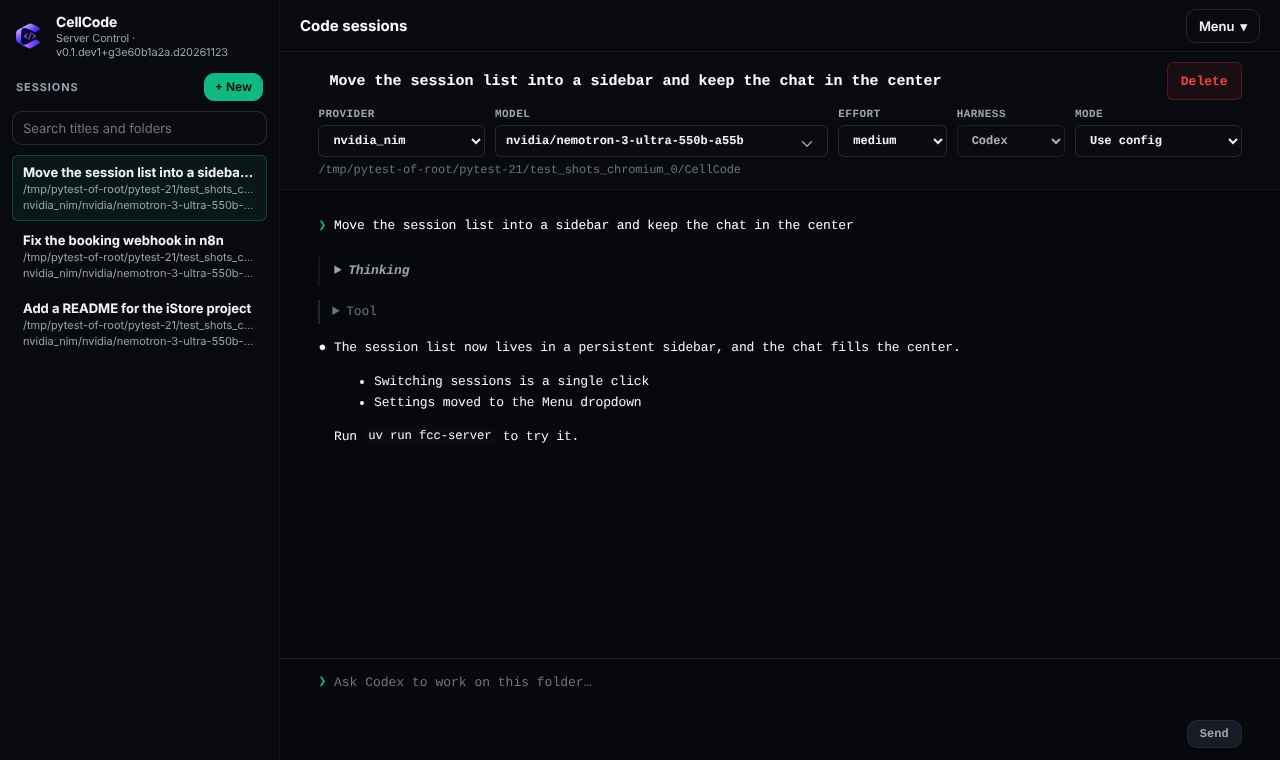 CellCode
Server Control ·
v0.1.dev1+g3e60b1a2a.d20261123
SESSIONS
+ New
Search titles and folders
Move the session list into a sideba...
/tmp/pytest-of-root/pytest-21/test_shots_c...
nvidia_nim/nvidia/nemotron-3-ultra-550b-...
Fix the booking webhook in n8n
/tmp/pytest-of-root/pytest-21/test_shots_c...
nvidia_nim/nvidia/nemotron-3-ultra-550b-...
Add a README for the iStore project
/tmp/pytest-of-root/pytest-21/test_shots_c...
nvidia_nim/nvidia/nemotron-3-ultra-550b-...
Code sessions
Menu ▾
Move the session list into a sidebar and keep the chat in the center
Delete
PROVIDER MODEL EFFORT HARNESS MODE
nvidia_nim nvidia/nemotron-3-ultra-550b-a55b medium Codex Use config
/tmp/pytest-of-root/pytest-21/test_shots_chromium_0/CellCode
❯ Move the session list into a sidebar and keep the chat in the center
▶ Thinking
▶ Tool
● The session list now lives in a persistent sidebar, and the chat fills the center.
• Switching sessions is a single click
• Settings moved to the Menu dropdown
Run uv run fcc-server to try it.
❯ Ask Codex to work on this folder…
Send